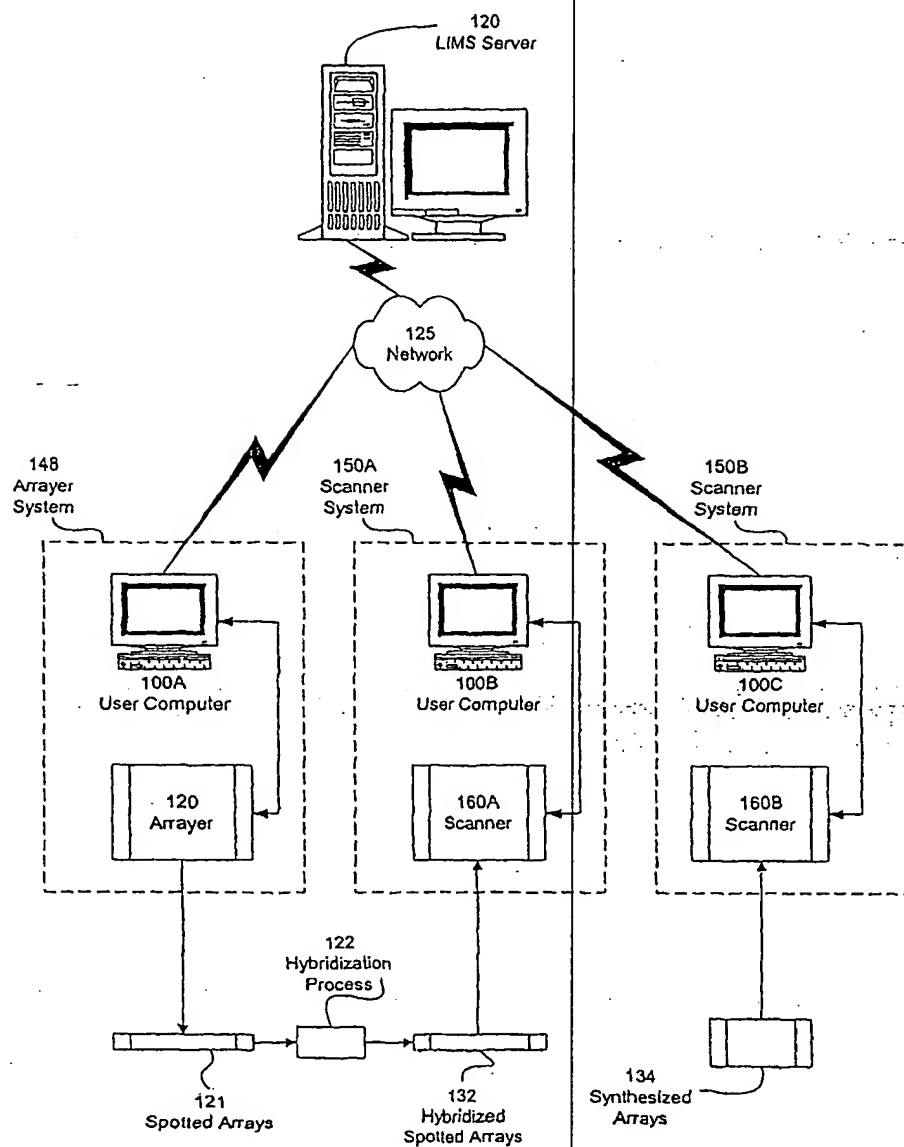 120
LIMS Server
125
Network
148
Arrayer
System
150A
Scanner
System
150B
Scanner
System
100A
User Computer
100B
User Computer
100C
User Computer
120
Arrayer
160A
Scanner
160B
Scanner
122
Hybridization
Process
121
Spotted Arrays
132
Hybridized
Spotted Arrays
134
Synthesized
Arrays